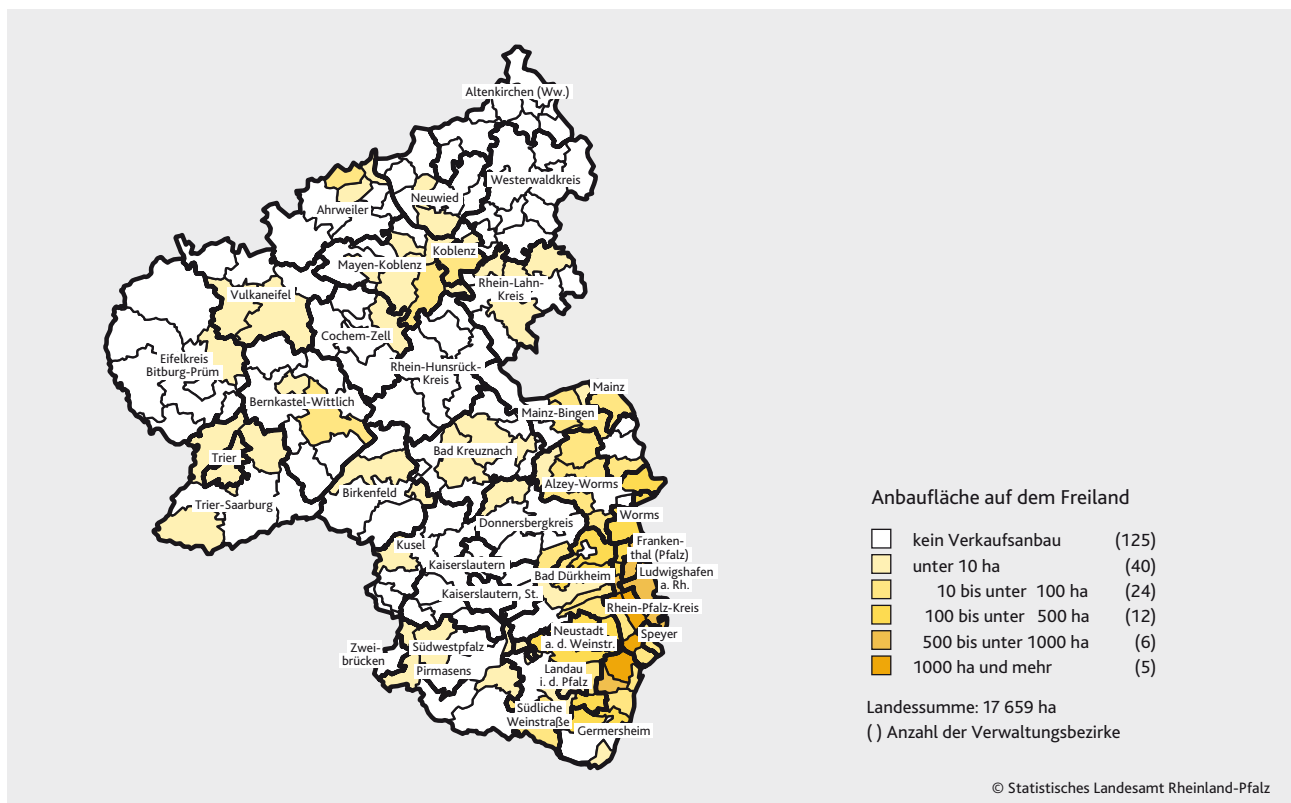 Altenkirchen (Ww.)
Westerwaldkreis
Neuwied
Ahrweiler
Koblenz
Mayen-Koblenz
Rhein-Lahn-
Kreis
Vulkaneifel
Cochem-Zell
Eifelkreis
Bitburg-Prüm
Rhein-Hunsrück-
Kreis
Mainz
Bernkastel-Wittlich
Mainz-Bingen
Bad Kreuznach
Trier
Alzey-Worms
Birkenfeld
Trier-Saarburg
Worms
Donnersbergkreis
Kusel
Franken-
thal (Pfalz)
Kaiserslautern
Bad Dürkheim
Ludwigshafen
a. Rh.
Kaiserslautern, St.
Rhein-Pfalz-Kreis
Neustadt
a. d. Weinstr.
Speyer
Zwei-
brücken
Südwestpfalz
Pirmasens
Landau
i. d. Pfalz
Südliche
Weinstraße
Germersheim
Anbaufläche auf dem Freiland
kein Verkaufsanbau (125)
unter 10 ha (40)
10 bis unter 100 ha (24)
100 bis unter 500 ha (12)
500 bis unter 1000 ha (6)
1000 ha und mehr (5)
Landessumme: 17 659 ha
( ) Anzahl der Verwaltungsbezirke
© Statistisches Landesamt Rheinland-Pfalz